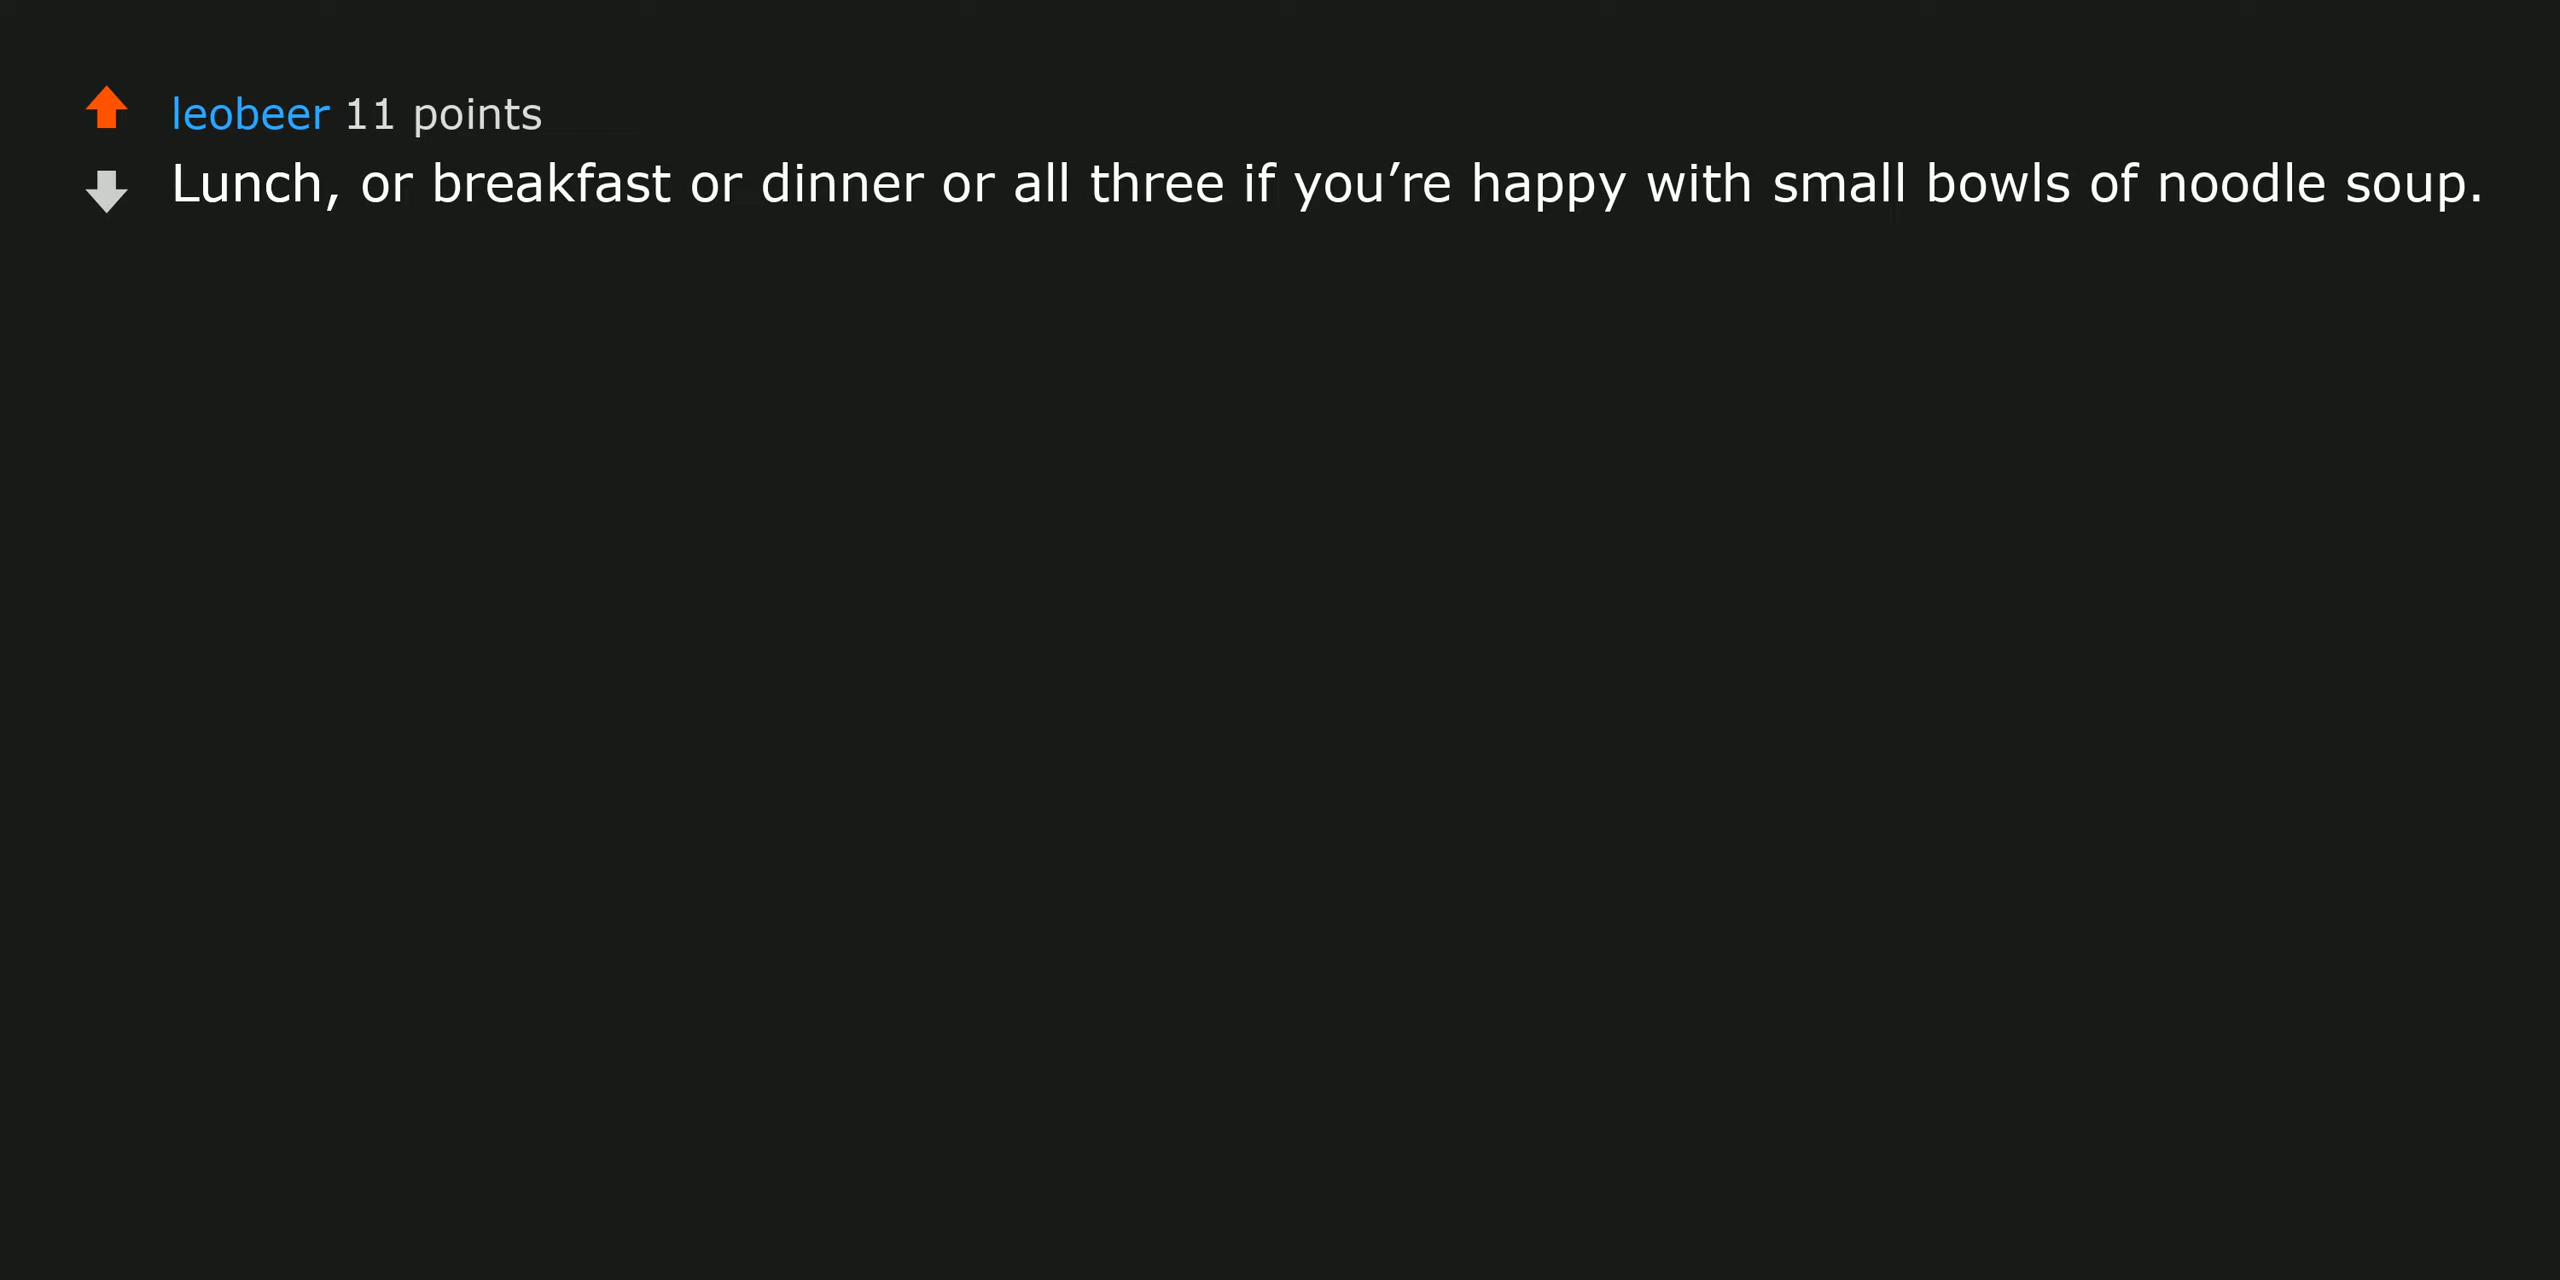 leobeer 11 points
Lunch, or breakfast or dinner or all three if you’re happy with small bowls of noodle soup.